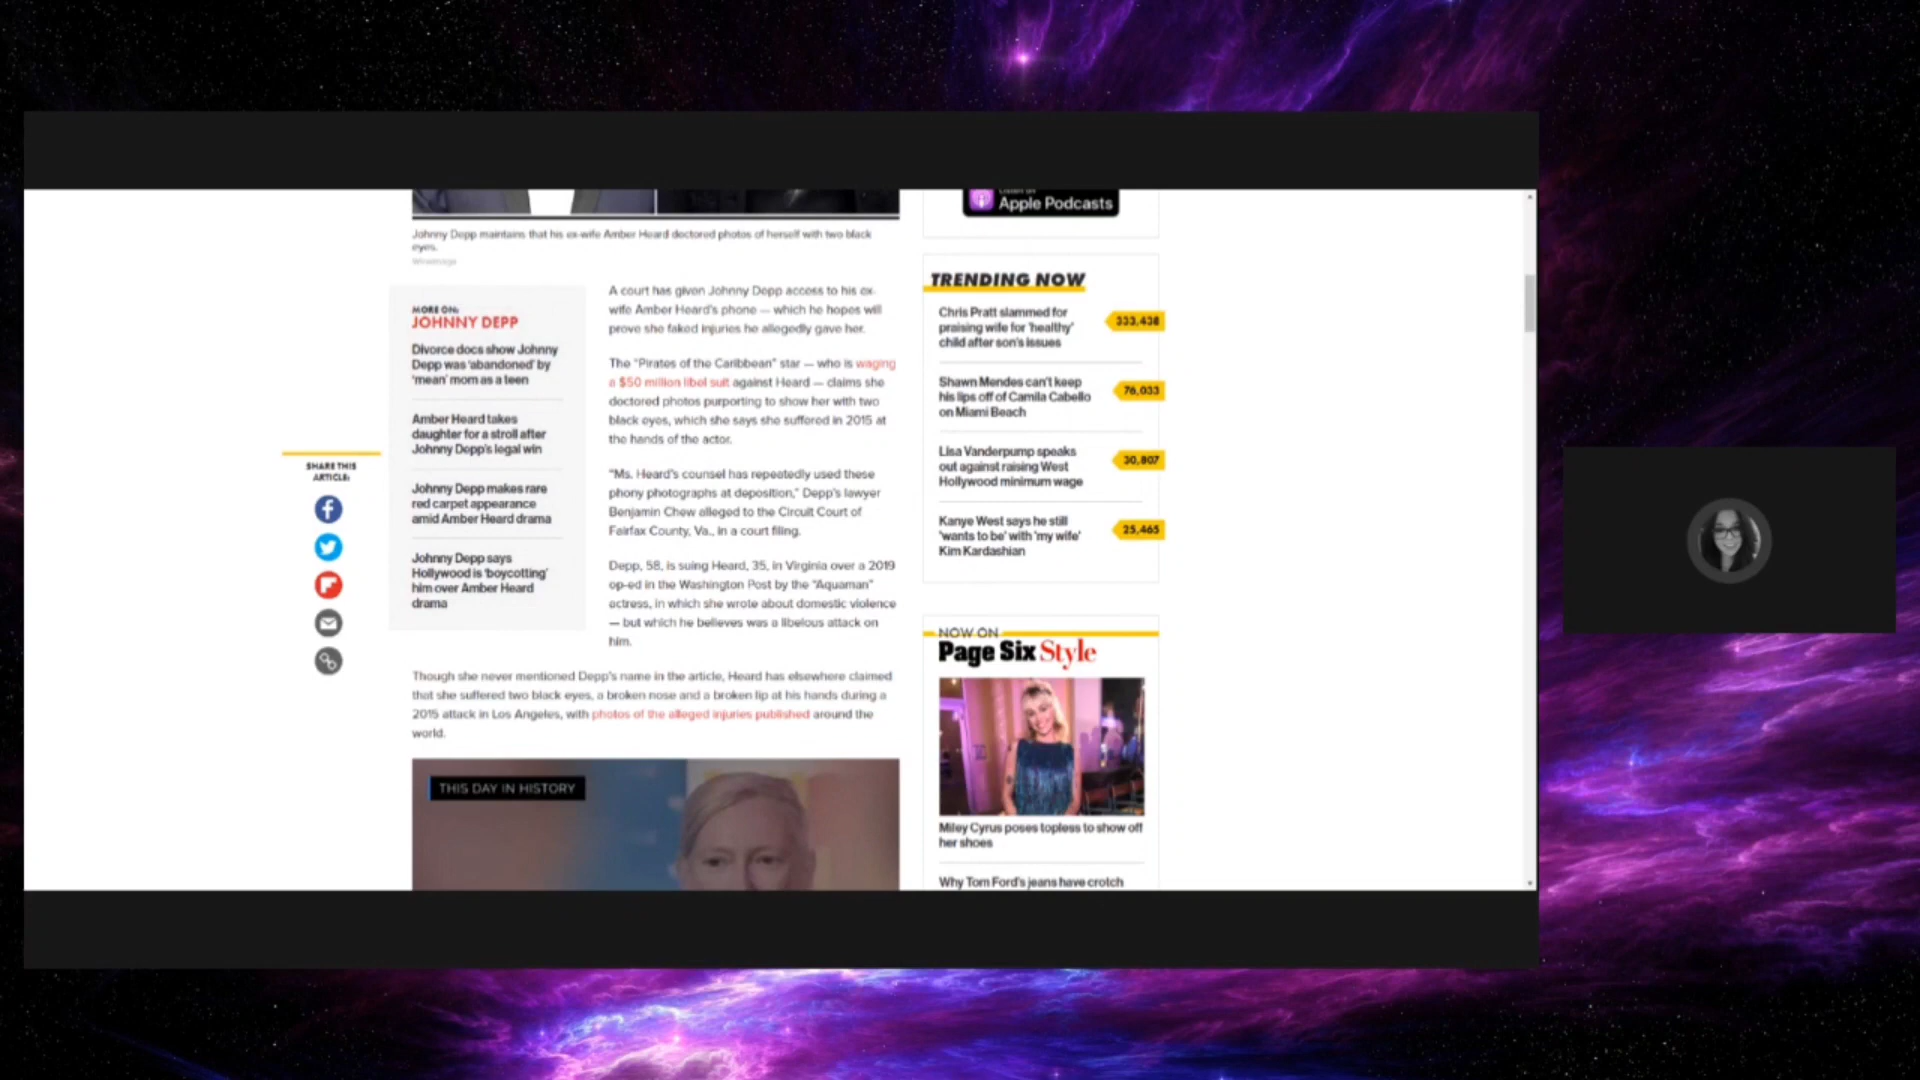 Apple Podcasts
Johnny Depp maintains that his ex-wife Amber Heard doctored photos of herself with two black
eyes.
WireImage
SHARE THIS
ARTICLE:
MORE ON:
JOHNNY DEPP
Divorce docs show Johnny
Depp was ‘abandoned’ by
‘mean’ mom as a teen
Amber Heard takes
daughter for a stroll after
Johnny Depp’s legal win
Johnny Depp makes rare
red carpet appearance
amid Amber Heard drama
Johnny Depp says
Hollywood is ‘boycotting’
him over Amber Heard
drama
A court has given Johnny Depp access to his ex-
wife Amber Heard’s phone — which he hopes will
prove she faked injuries he allegedly gave her.
The “Pirates of the Caribbean” star — who is waging
a $50 million libel suit against Heard — claims she
doctored photos purporting to show her with two
black eyes, which she says she suffered in 2015 at
the hands of the actor.
“Ms. Heard’s counsel has repeatedly used these
phony photographs at deposition,” Depp’s lawyer
Benjamin Chew alleged to the Circuit Court of
Fairfax County, Va., in a court filing.
Depp, 58, is suing Heard, 35, in Virginia over a 2019
op-ed in the Washington Post by the “Aquaman”
actress, in which she wrote about domestic violence
— but which he believes was a libelous attack on
him.
Though she never mentioned Depp’s name in the article, Heard has elsewhere claimed
that she suffered two black eyes, a broken nose and a broken lip at his hands during a
2015 attack in Los Angeles, with photos of the alleged injuries published around the
world.
THIS DAY IN HISTORY
TRENDING NOW
Chris Pratt slammed for
praising wife for ‘healthy’
child after son’s issues
333,438
Shawn Mendes can’t keep
his lips off of Camila Cabello
on Miami Beach
76,033
Lisa Vanderpump speaks
out against raising West
Hollywood minimum wage
30,807
Kanye West says he still
‘wants to be’ with ‘my wife’
Kim Kardashian
25,465
NOW ON
Page Six Style
Miley Cyrus poses topless to show off
her shoes
Why Tom Ford’s jeans have crotch